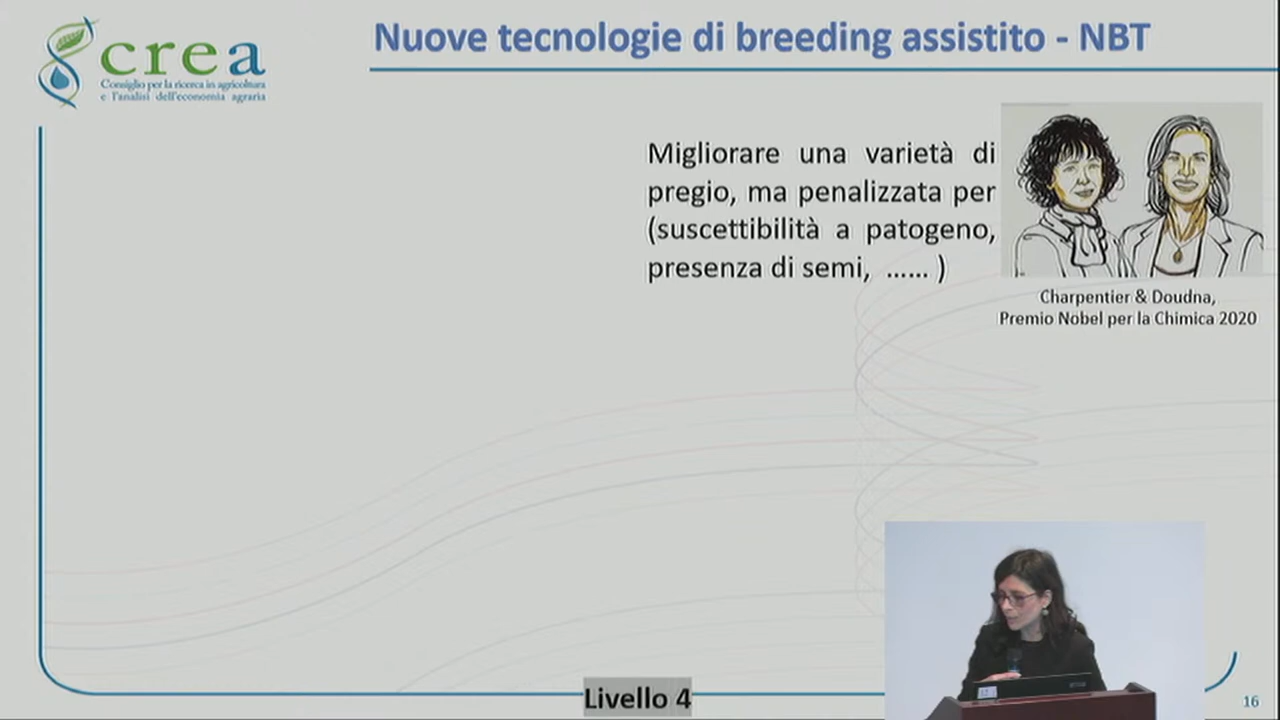 crea
Consiglio per la ricerca in agricoltura
e l'analisi dell'economia agraria
Nuove tecnologie di breeding assistito - NBT
Migliorare una varietà di
pregio, ma penalizzata per
(suscettibilità a patogeno,
presenza di semi, ...... )
Charpentier & Doudna,
Premio Nobel per la Chimica 2020
Livello 4
16